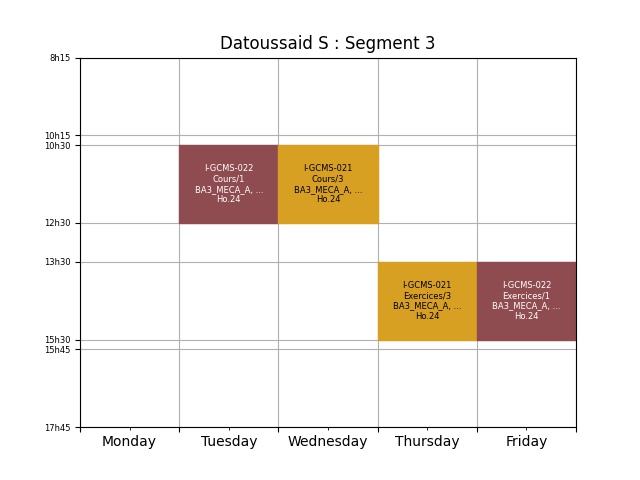 Datoussaid S : Segment 3
8h15
10h15
10h30
12h30
13h30
15h30
15h45
17h45
I-GCMS-022
Cours/1
BA3_MECA_A, ...
Ho.24
I-GCMS-021
Cours/3
BA3_MECA_A, ...
Ho.24
I-GCMS-021
Exercices/3
BA3_MECA_A, ...
Ho.24
I-GCMS-022
Exercices/1
BA3_MECA_A, ...
Ho.24
Monday
Tuesday
Wednesday
Thursday
Friday